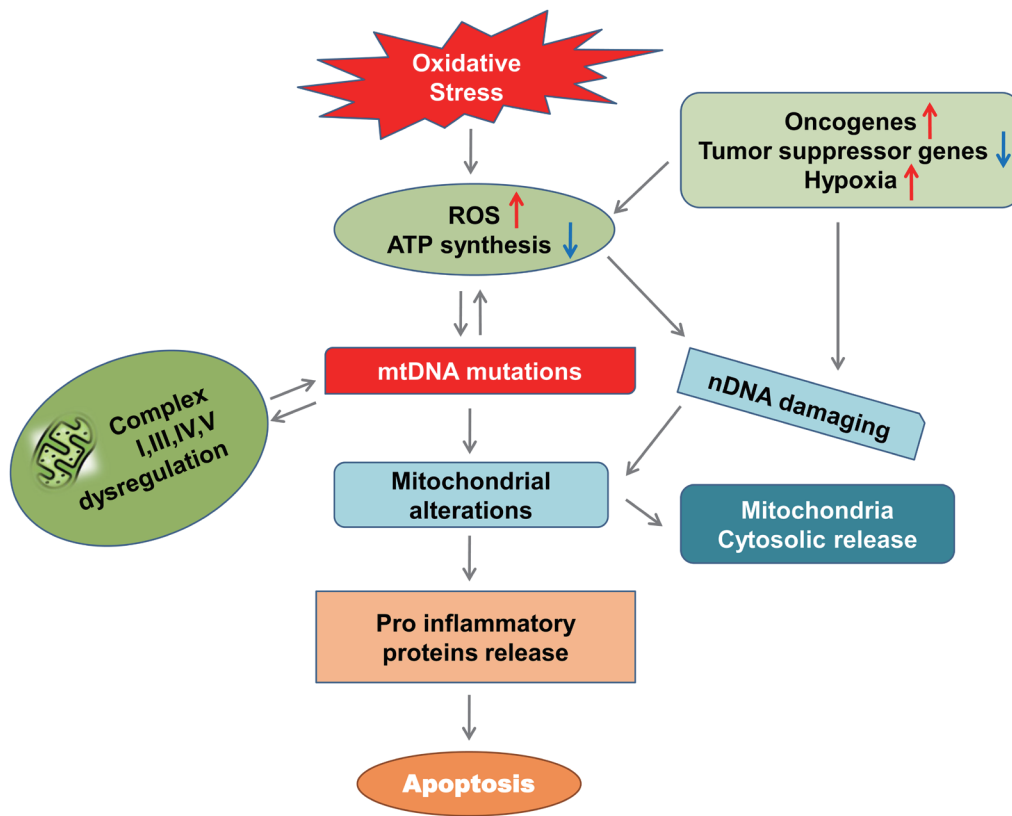 Oxidative
Stress
Oncogenes
Tumor suppressor genes
Hypoxia
ROS
ATP synthesis
mtDNA mutations
nDNA damaging
Complex
I,III,IV,V
dysregulation
Mitochondrial
alterations
Mitochondria
Cytosolic release
Pro inflammatory
proteins release
Apoptosis